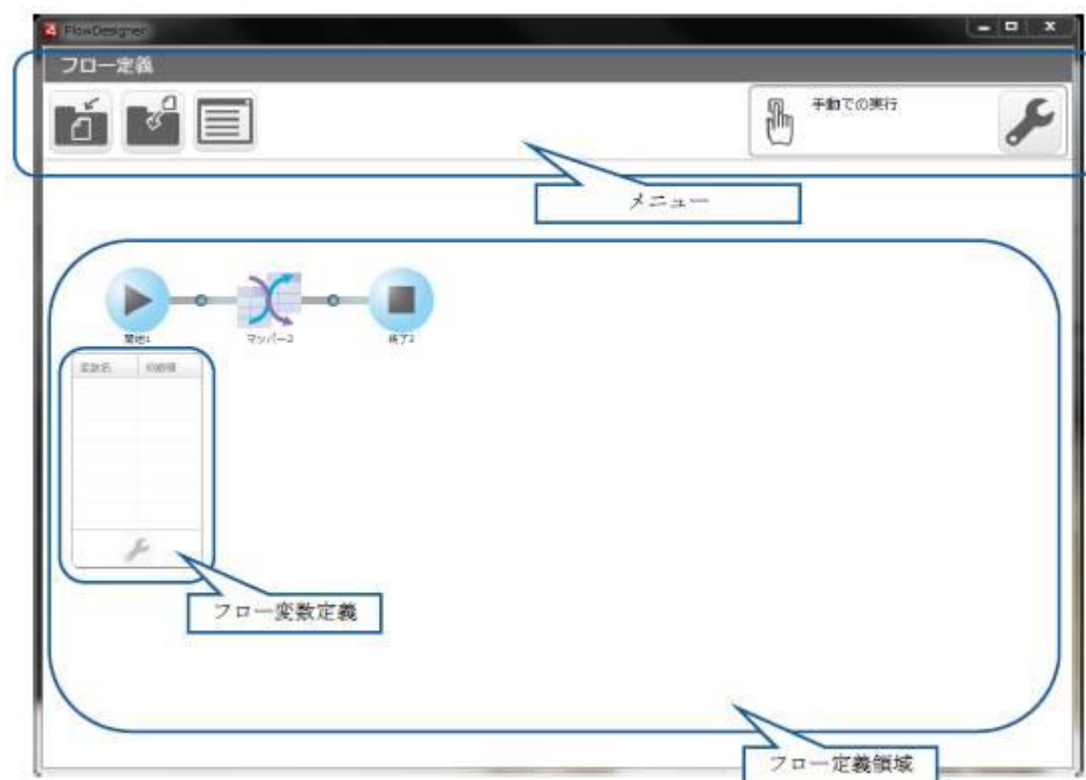 FlowDesigner
フロー定義
手動での実行
メニュー
開始1
マッパー2
終了3
変数名 初期値
フロー変数定義
フロー定義領域